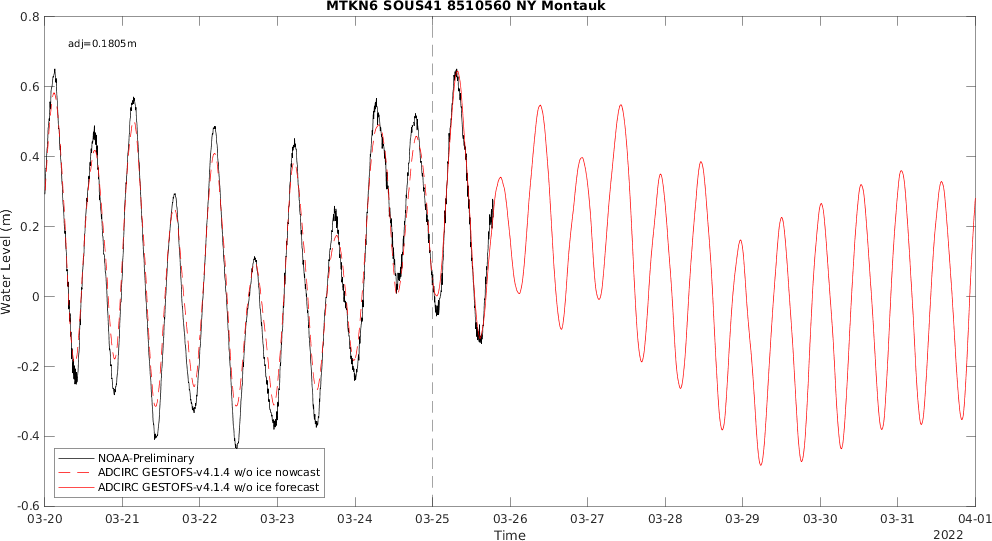 MTKN6 SOUS41 8510560 NY Montauk
adj=0.1805m
0.8
0.6
0.4
0.2
0
-0.2
-0.4
-0.6
Water Level (m)
NOAA-Preliminary
ADCIRC GESTOFS-v4.1.4 w/o ice nowcast
ADCIRC GESTOFS-v4.1.4 w/o ice forecast
03-20 03-21 03-22 03-23 03-24 03-25 03-26 03-27 03-28 03-29 03-30 03-31 04-01
Time
2022